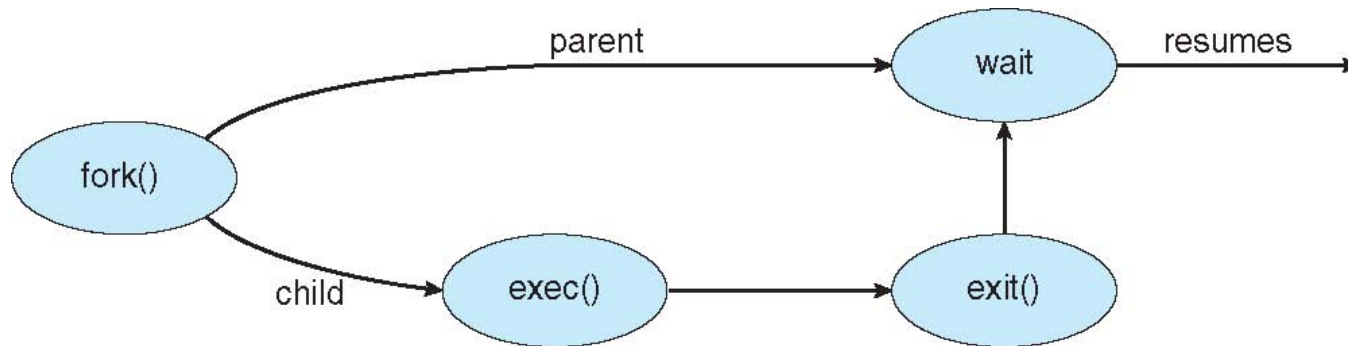 parent
wait
resumes
fork()
child
exec()
exit()